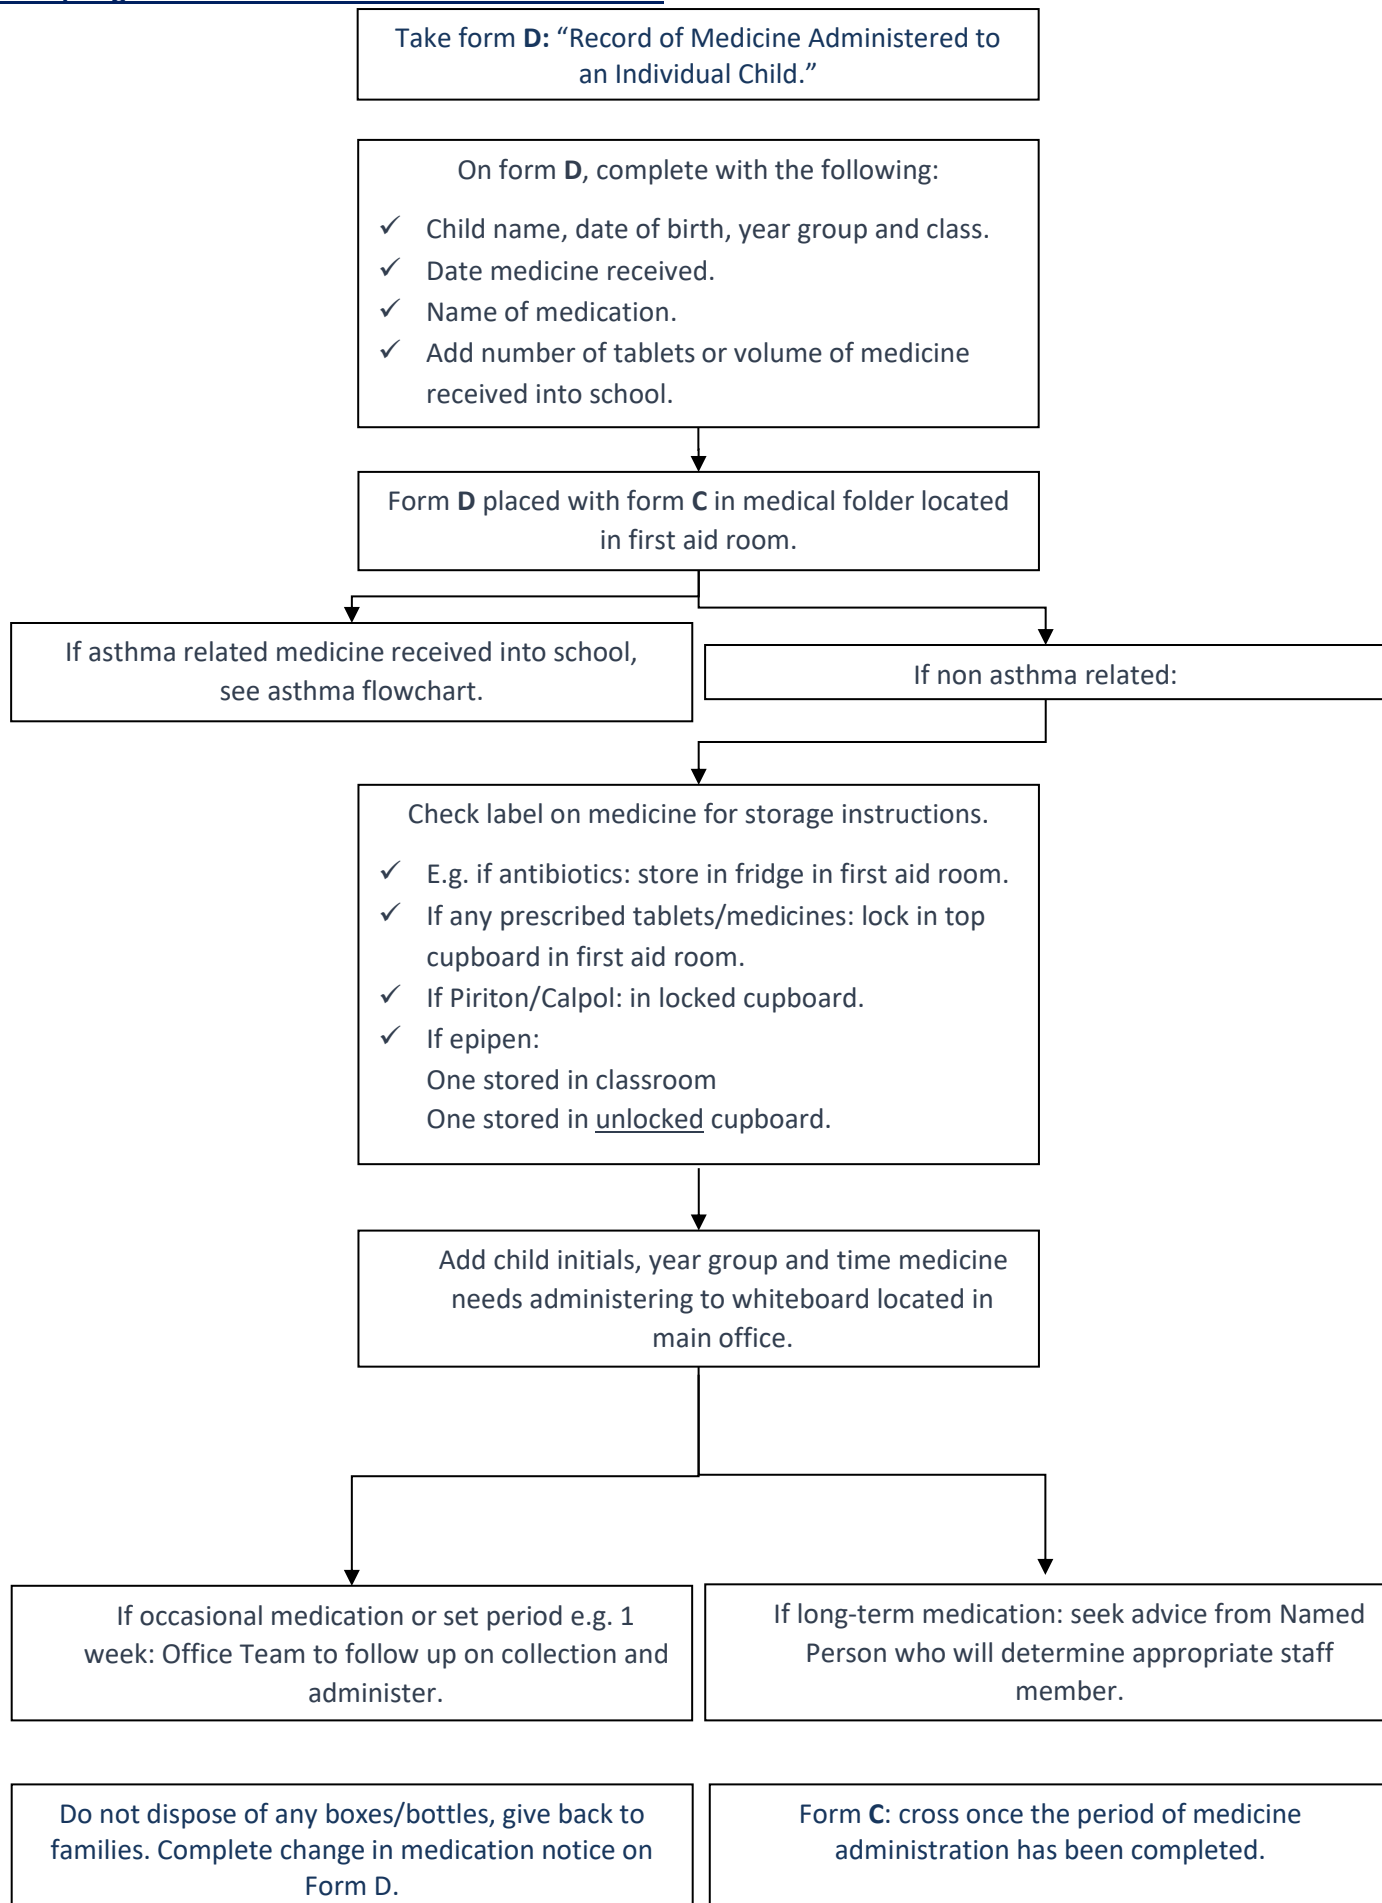 Take form D: “Record of Medicine Administered to
an Individual Child.”
On form D, complete with the following:
✓ Child name, date of birth, year group and class.
✓ Date medicine received.
✓ Name of medication.
✓ Add number of tablets or volume of medicine
received into school.
Form D placed with form C in medical folder located
in first aid room.
If asthma related medicine received into school,
see asthma flowchart.
If non asthma related:
Check label on medicine for storage instructions.
✓ E.g. if antibiotics: store in fridge in first aid room.
✓ If any prescribed tablets/medicines: lock in top
cupboard in first aid room.
✓ If Piriton/Calpol: in locked cupboard.
✓ If epipen:
One stored in classroom
One stored in unlocked cupboard.
Add child initials, year group and time medicine
needs administering to whiteboard located in
main office.
If occasional medication or set period e.g. 1
week: Office Team to follow up on collection and
administer.
If long-term medication: seek advice from Named
Person who will determine appropriate staff
member.
Do not dispose of any boxes/bottles, give back to
families. Complete change in medication notice on
Form D.
Form C: cross once the period of medicine
administration has been completed.